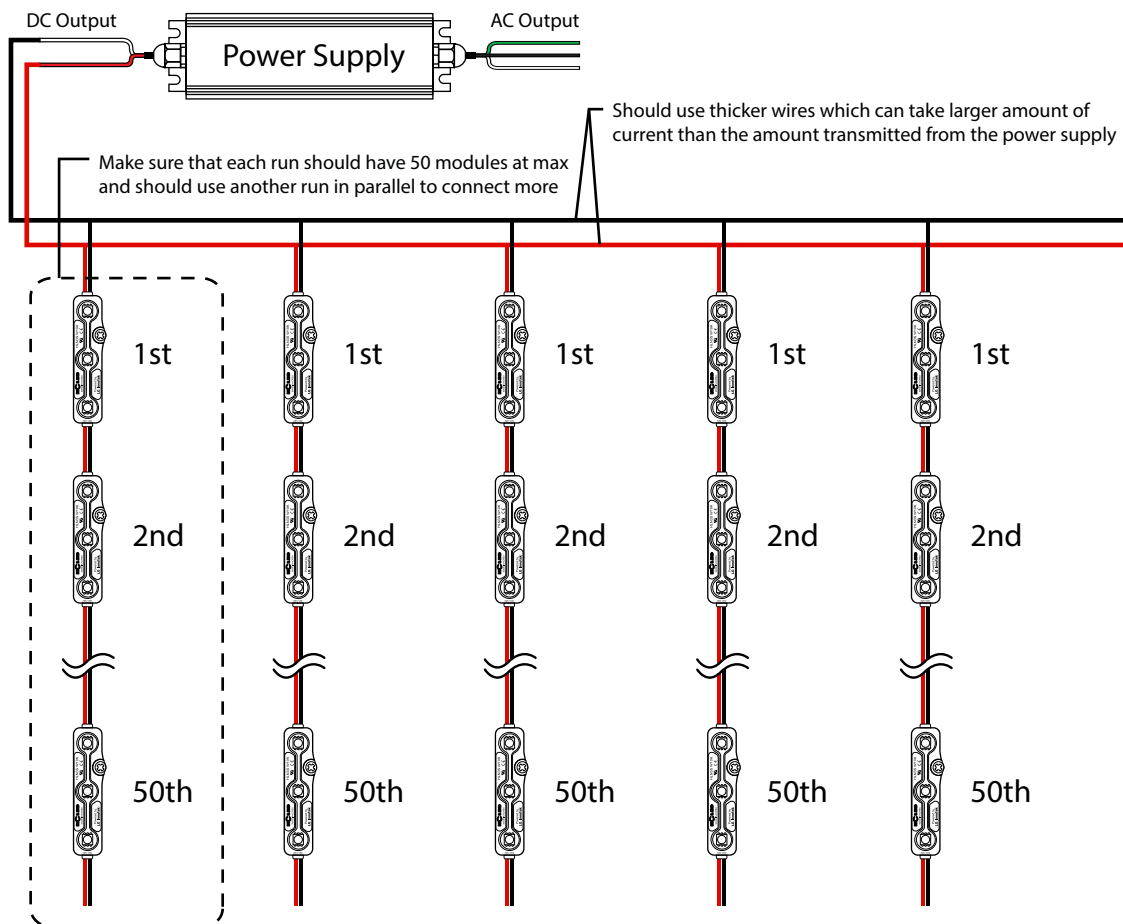 DC Output
AC Output
Power Supply
Should use thicker wires which can take larger amount of
current than the amount transmitted from the power supply
Make sure that each run should have 50 modules at max
and should use another run in parallel to connect more
1st
1st
1st
1st
1st
2nd
2nd
2nd
2nd
2nd
50th
50th
50th
50th
50th